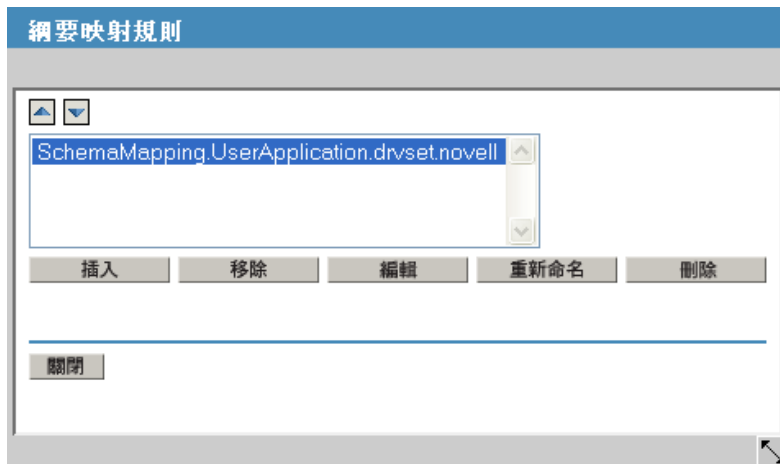 綱要映射規則
SchemaMapping.UserApplication.drvset.novell
插入 移除 編輯 重新命名 刪除
關閉